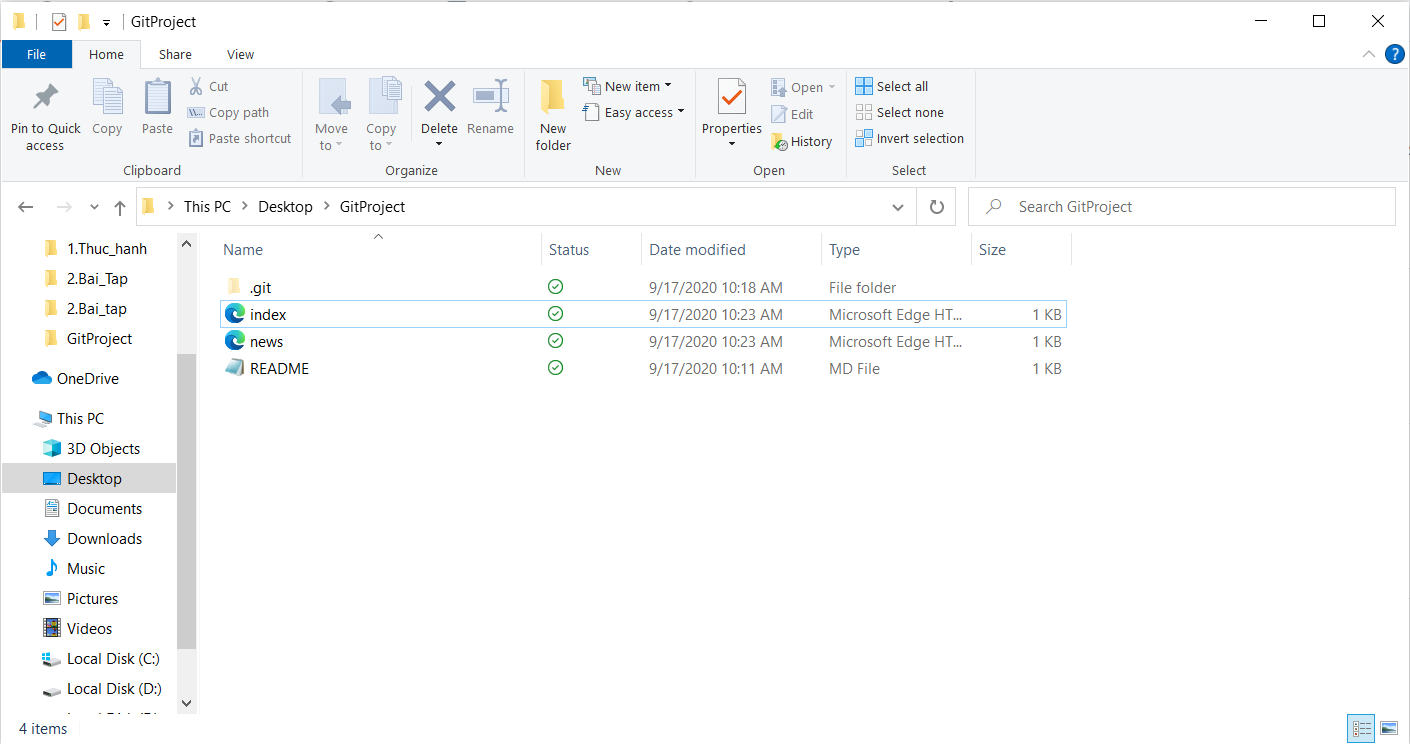 GitProject
File Home Share View
Pin to Quick access
Copy
Paste
Cut
Copy path
Paste shortcut
Clipboard
Move to
Copy to
Delete
Rename
Organize
New folder
New item
Easy access
New
Properties
Open
Edit
History
Open
Select all
Select none
Invert selection
Select
This PC > Desktop > GitProject
Search GitProject
1.Thuc_hanh
2.Bai_Tap
2.Bai_tap
GitProject
OneDrive
This PC
3D Objects
Desktop
Documents
Downloads
Music
Pictures
Videos
Local Disk (C:)
Local Disk (D:)
Name Status Date modified Type Size
.git 9/17/2020 10:18 AM File folder
index 9/17/2020 10:23 AM Microsoft Edge HT... 1 KB
news 9/17/2020 10:23 AM Microsoft Edge HT... 1 KB
README 9/17/2020 10:11 AM MD File 1 KB
4 items